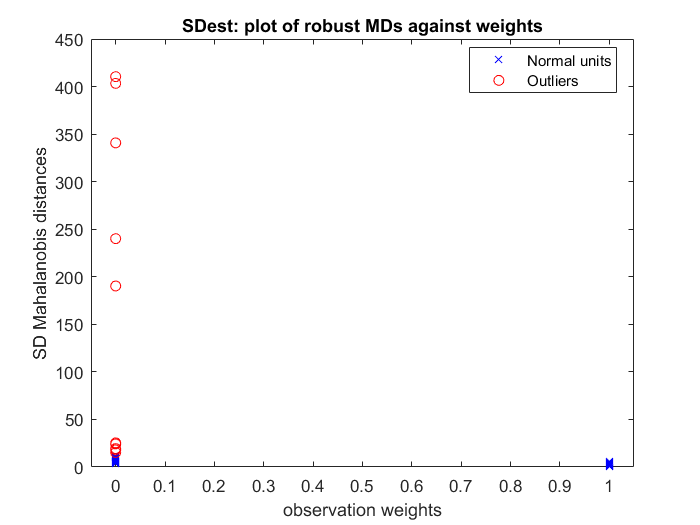 SDest: plot of robust MDs against weights
Normal units
Outliers
450
400
350
300
250
200
150
100
50
0
SD Mahalanobis distances
0 0.1 0.2 0.3 0.4 0.5 0.6 0.7 0.8 0.9 1
observation weights